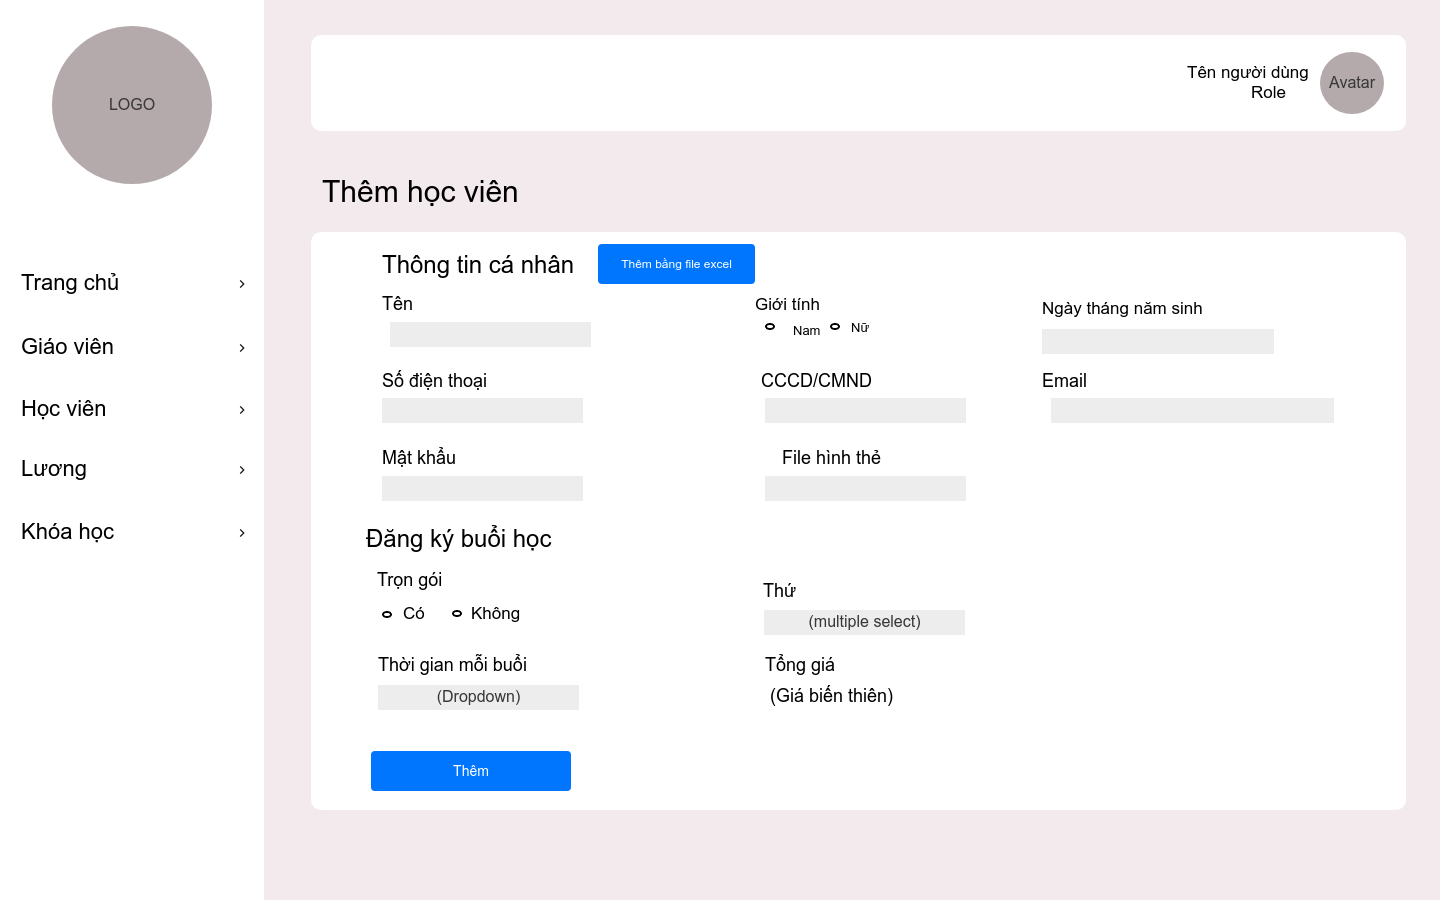 LOGO
Tên người dùng
Role
Avatar
Thêm học viên
Trang chủ
Giáo viên
Học viên
Lương
Khóa học
Thông tin cá nhân
Thêm bằng file excel
Tên
Giới tính
Nam
Nữ
Ngày tháng năm sinh
Số điện thoại
CCCD/CMND
Email
Mật khẩu
File hình thẻ
Đăng ký buổi học
Trọn gói
Có
Không
Thứ
(multiple select)
Thời gian mỗi buổi
(Dropdown)
Tổng giá
(Giá biến thiên)
Thêm